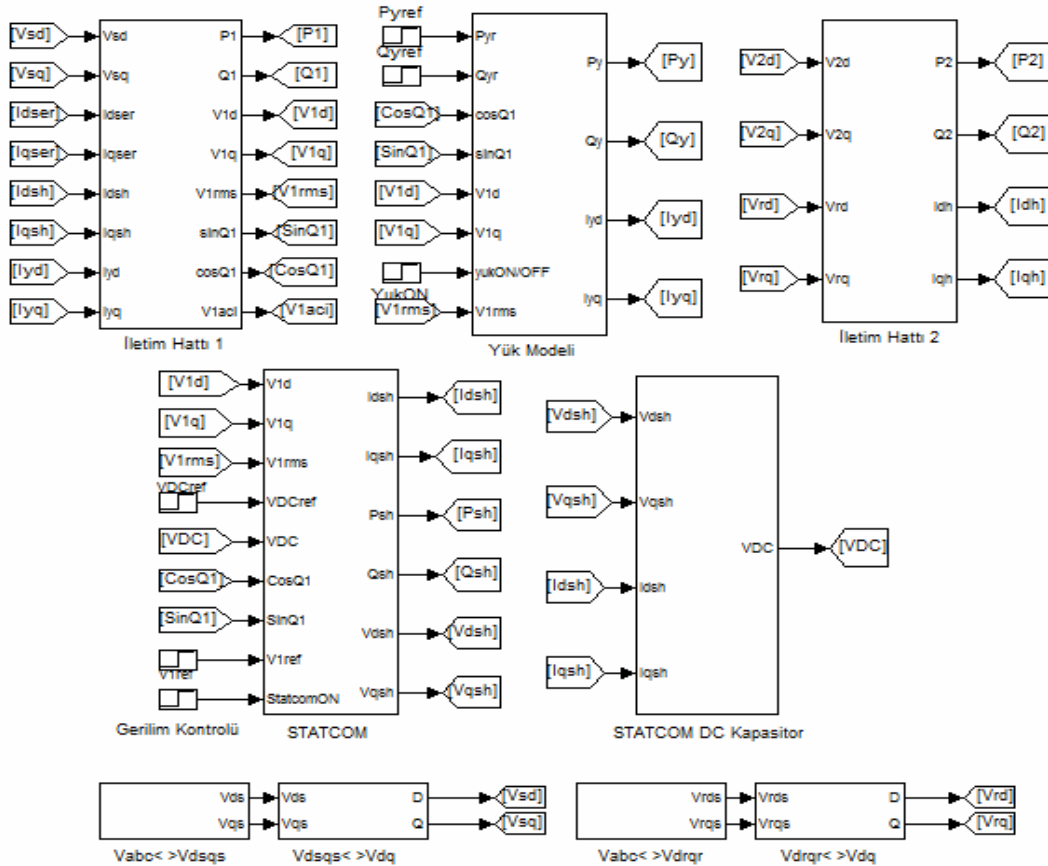 [Vsd] Vsd P1 [P1]
[Vsq] Vsq Q1 [Q1]
[Idser] Idser V1d [V1d]
[Iqser] Iqser V1q [V1q]
[Idsh] Idsh V1rms [V1rms]
[Iqsh] Iqsh sinQ1 [SinQ1]
[Iyd] Iyd cosQ1 [CosQ1]
[Iyq] Iyq V1aci [V1aci]
İletim Hattı 1
Pyref
Pyr
Qyref
Qyr
[CosQ1] cosQ1
[SinQ1] sinQ1
[V1d] V1d
[V1q] V1q
yukON/OFF
YukON
[V1rms] V1rms
Py [Py]
Qy [Qy]
Iyd [Iyd]
Iyq [Iyq]
Yük Modeli
[V2d] V2d P2 [P2]
[V2q] V2q Q2 [Q2]
[Vrd] Vrd Idh [Idh]
[Vrq] Vrq Iqh [Iqh]
İletim Hattı 2
[V1d] V1d
[V1q] V1q
[V1rms] V1rms
VDCref
VDCref
[VDC] VDC
[CosQ1] CosQ1
[SinQ1] SinQ1
V1ref
V1ref
StatcomON
Gerilim Kontrolü
Idsh [Idsh]
Iqsh [Iqsh]
Psh [Psh]
Qsh [Qsh]
Vdsh [Vdsh]
Vqsh [Vqsh]
STATCOM
[Vdsh] Vdsh
[Vqsh] Vqsh
[Idsh] Idsh
[Iqsh] Iqsh
VDC [VDC]
STATCOM DC Kapasitor
Vds Vds D [Vsd]
Vqs Vqs Q [Vsq]
Vabc< >Vdsqs Vdsqs< >Vdq
Vrds Vrds D [Vrd]
Vrqs Vrqs Q [Vrq]
Vabc< >Vdrqr Vdrqr< >Vdq